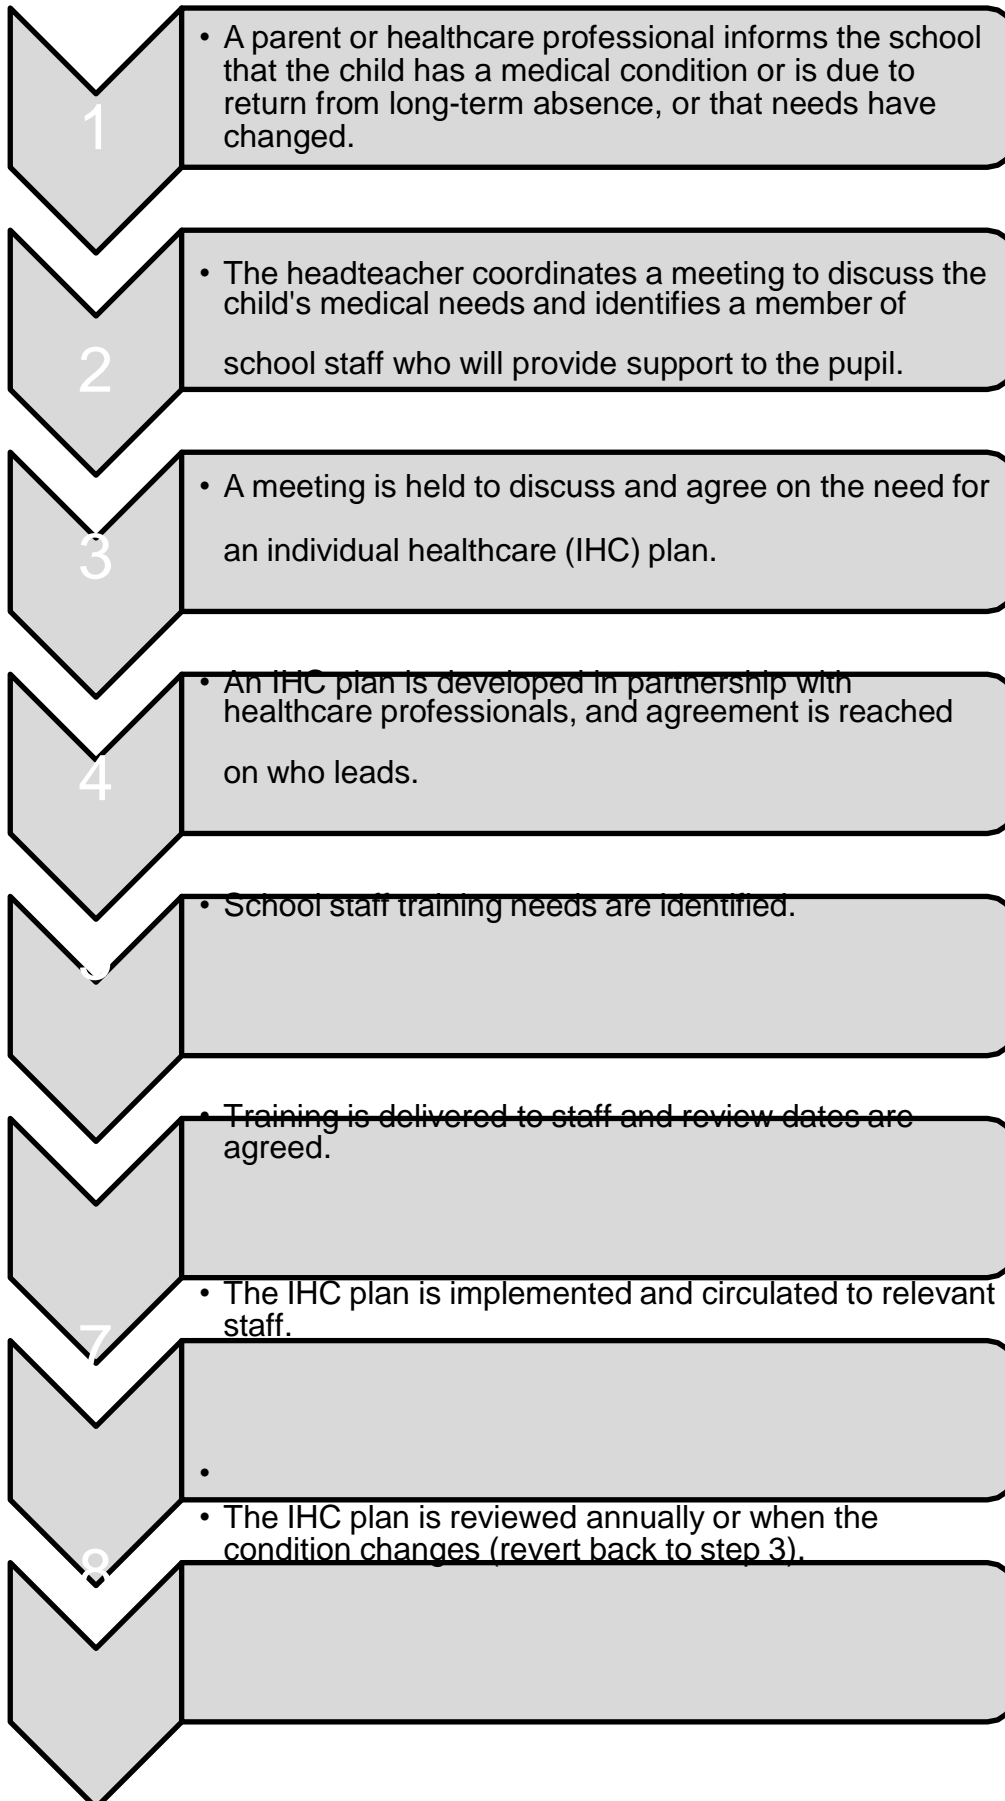 1
• A parent or healthcare professional informs the school
that the child has a medical condition or is due to
return from long-term absence, or that needs have
changed.
2
• The headteacher coordinates a meeting to discuss the
child's medical needs and identifies a member of
school staff who will provide support to the pupil.
3
• A meeting is held to discuss and agree on the need for
an individual healthcare (IHC) plan.
4
• An IHC plan is developed in partnership with
healthcare professionals, and agreement is reached
on who leads.
• School staff training needs are identified.
• Training is delivered to staff and review dates are
agreed.
7
• The IHC plan is implemented and circulated to relevant
staff.
•
8
• The IHC plan is reviewed annually or when the
condition changes (revert back to step 3).